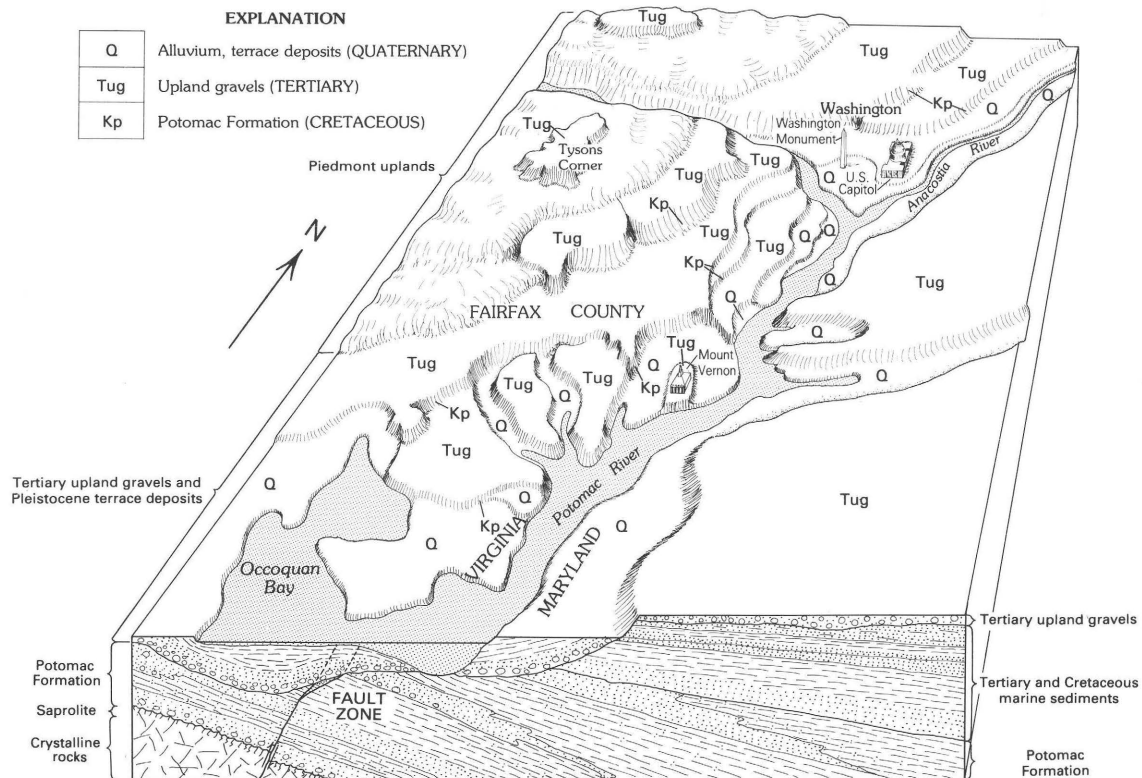 EXPLANATION
Q Alluvium, terrace deposits (QUATERNARY)
Tug Upland gravels (TERTIARY)
Kp Potomac Formation (CRETACEOUS)
Tug
Tug
Tug
Kp
Q
Q
Washington
Washington
Monument
Q
U.S.
Capitol
Anacostia River
Piedmont uplands
Tug
Tysons
Corner
Tug
Tug
Kp
Tug
Tug
Tug
Q
Q
Kp
Q
Q
Tug
N
FAIRFAX COUNTY
Q
Q
Tug
Tug
Q
Tug
Q
Kp
Mount
Vernon
Kp
Tug
Q
Tertiary upland gravels and
Pleistocene terrace deposits
Q
Q
Kp
Q
VIRGINIA
Potomac River
Q
MARYLAND
Tug
Occoquan
Bay
Tertiary upland gravels
Potomac
Formation
Saprolite
Crystalline
rocks
FAULT
ZONE
Tertiary and Cretaceous
marine sediments
Potomac
Formation